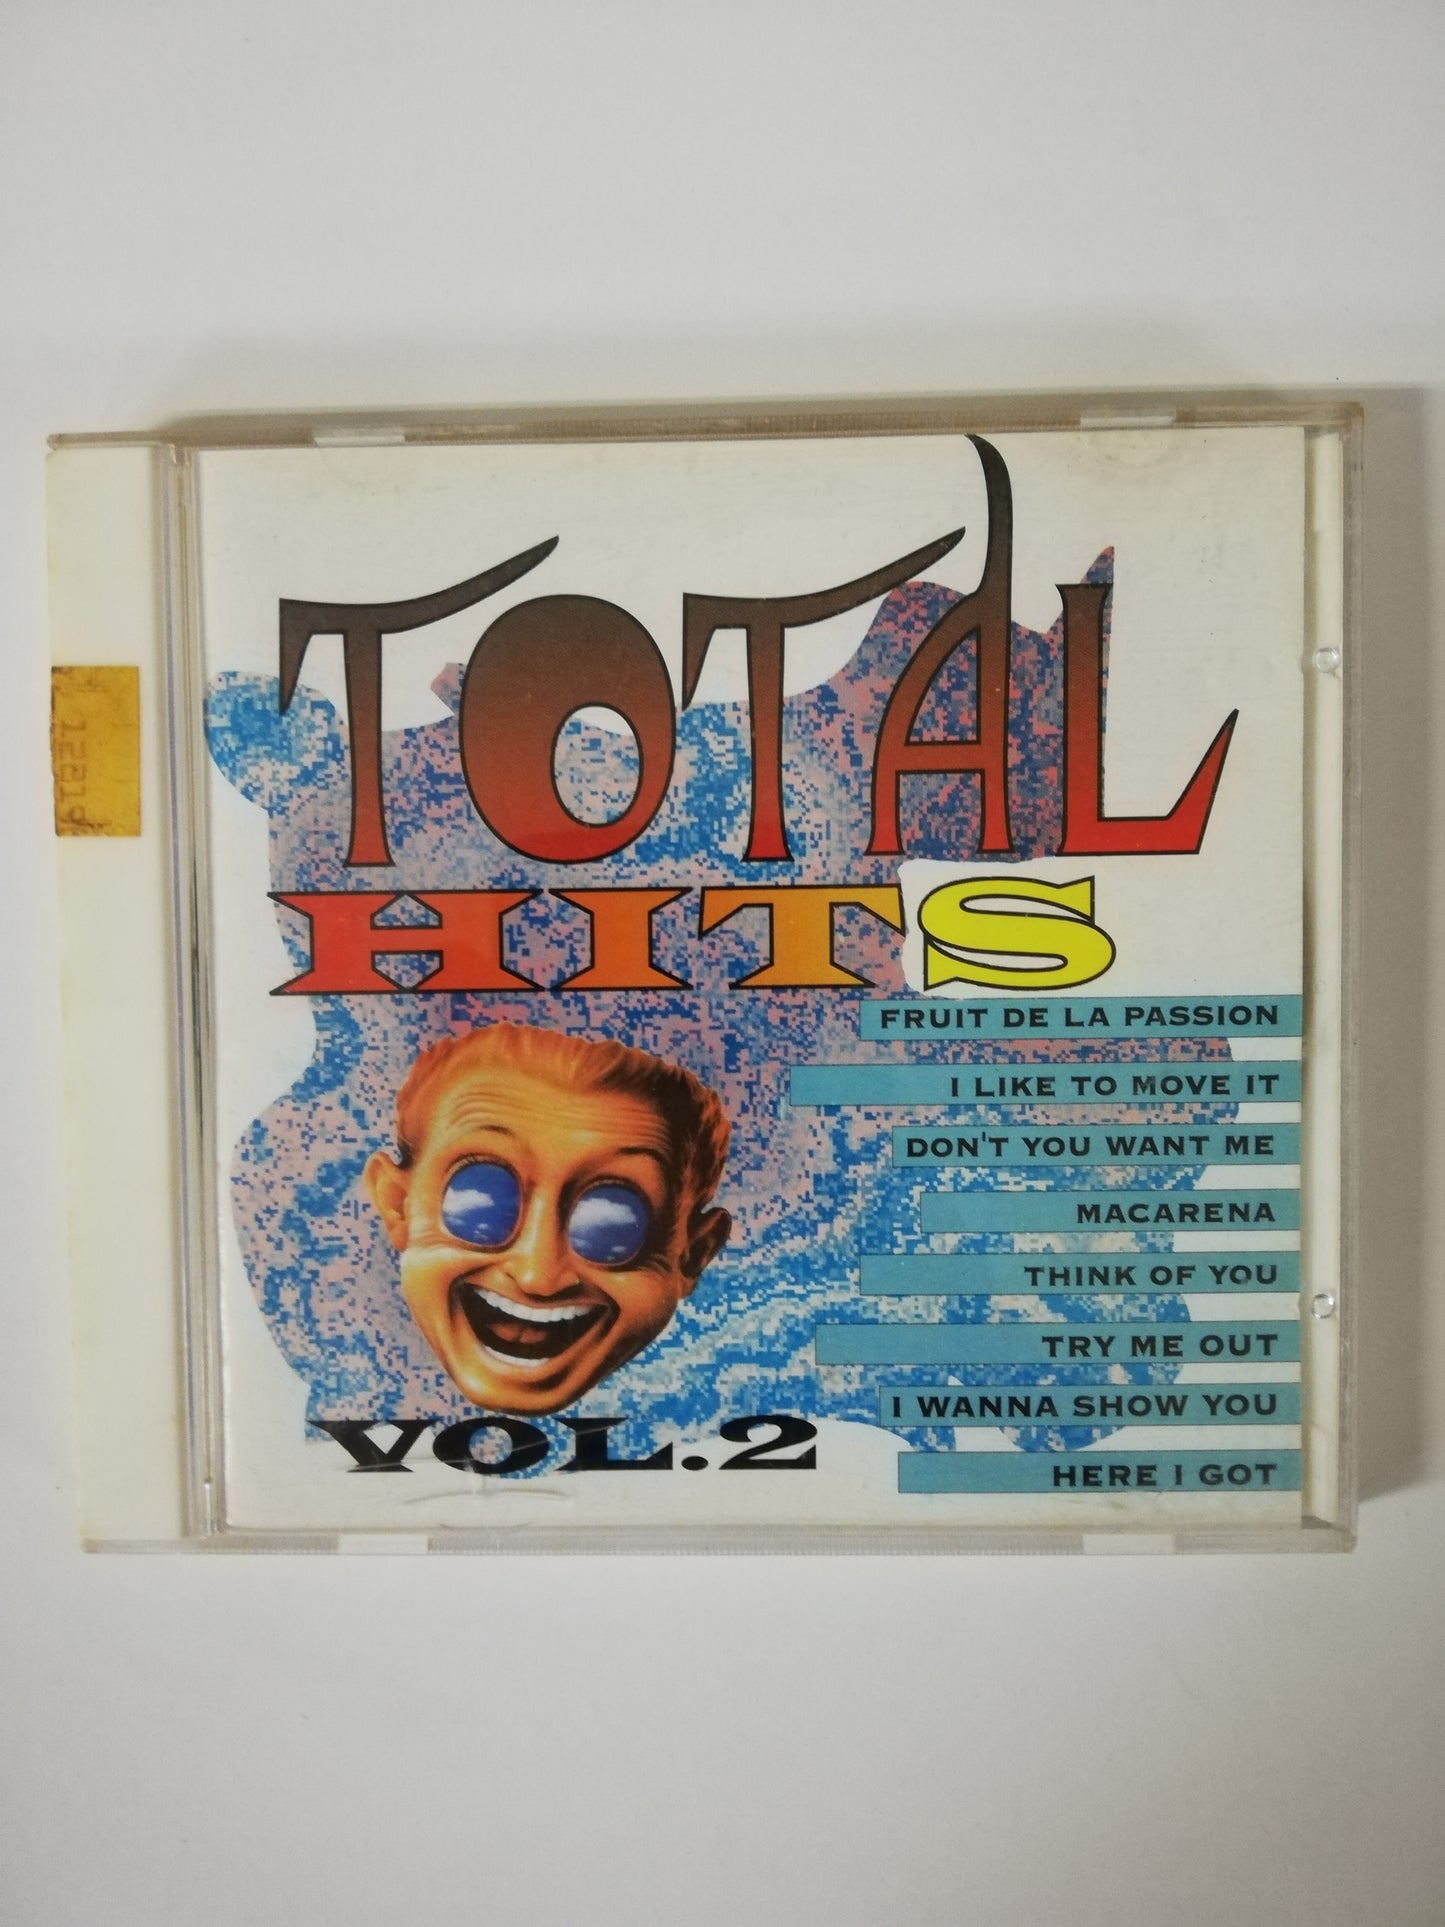 TOTAL
HITS
FRUIT DE LA PASSION
I LIKE TO MOVE IT
DON'T YOU WANT ME
MACARENA
THINK OF YOU
TRY ME OUT
I WANNA SHOW YOU
HERE I GOT
VOL.2